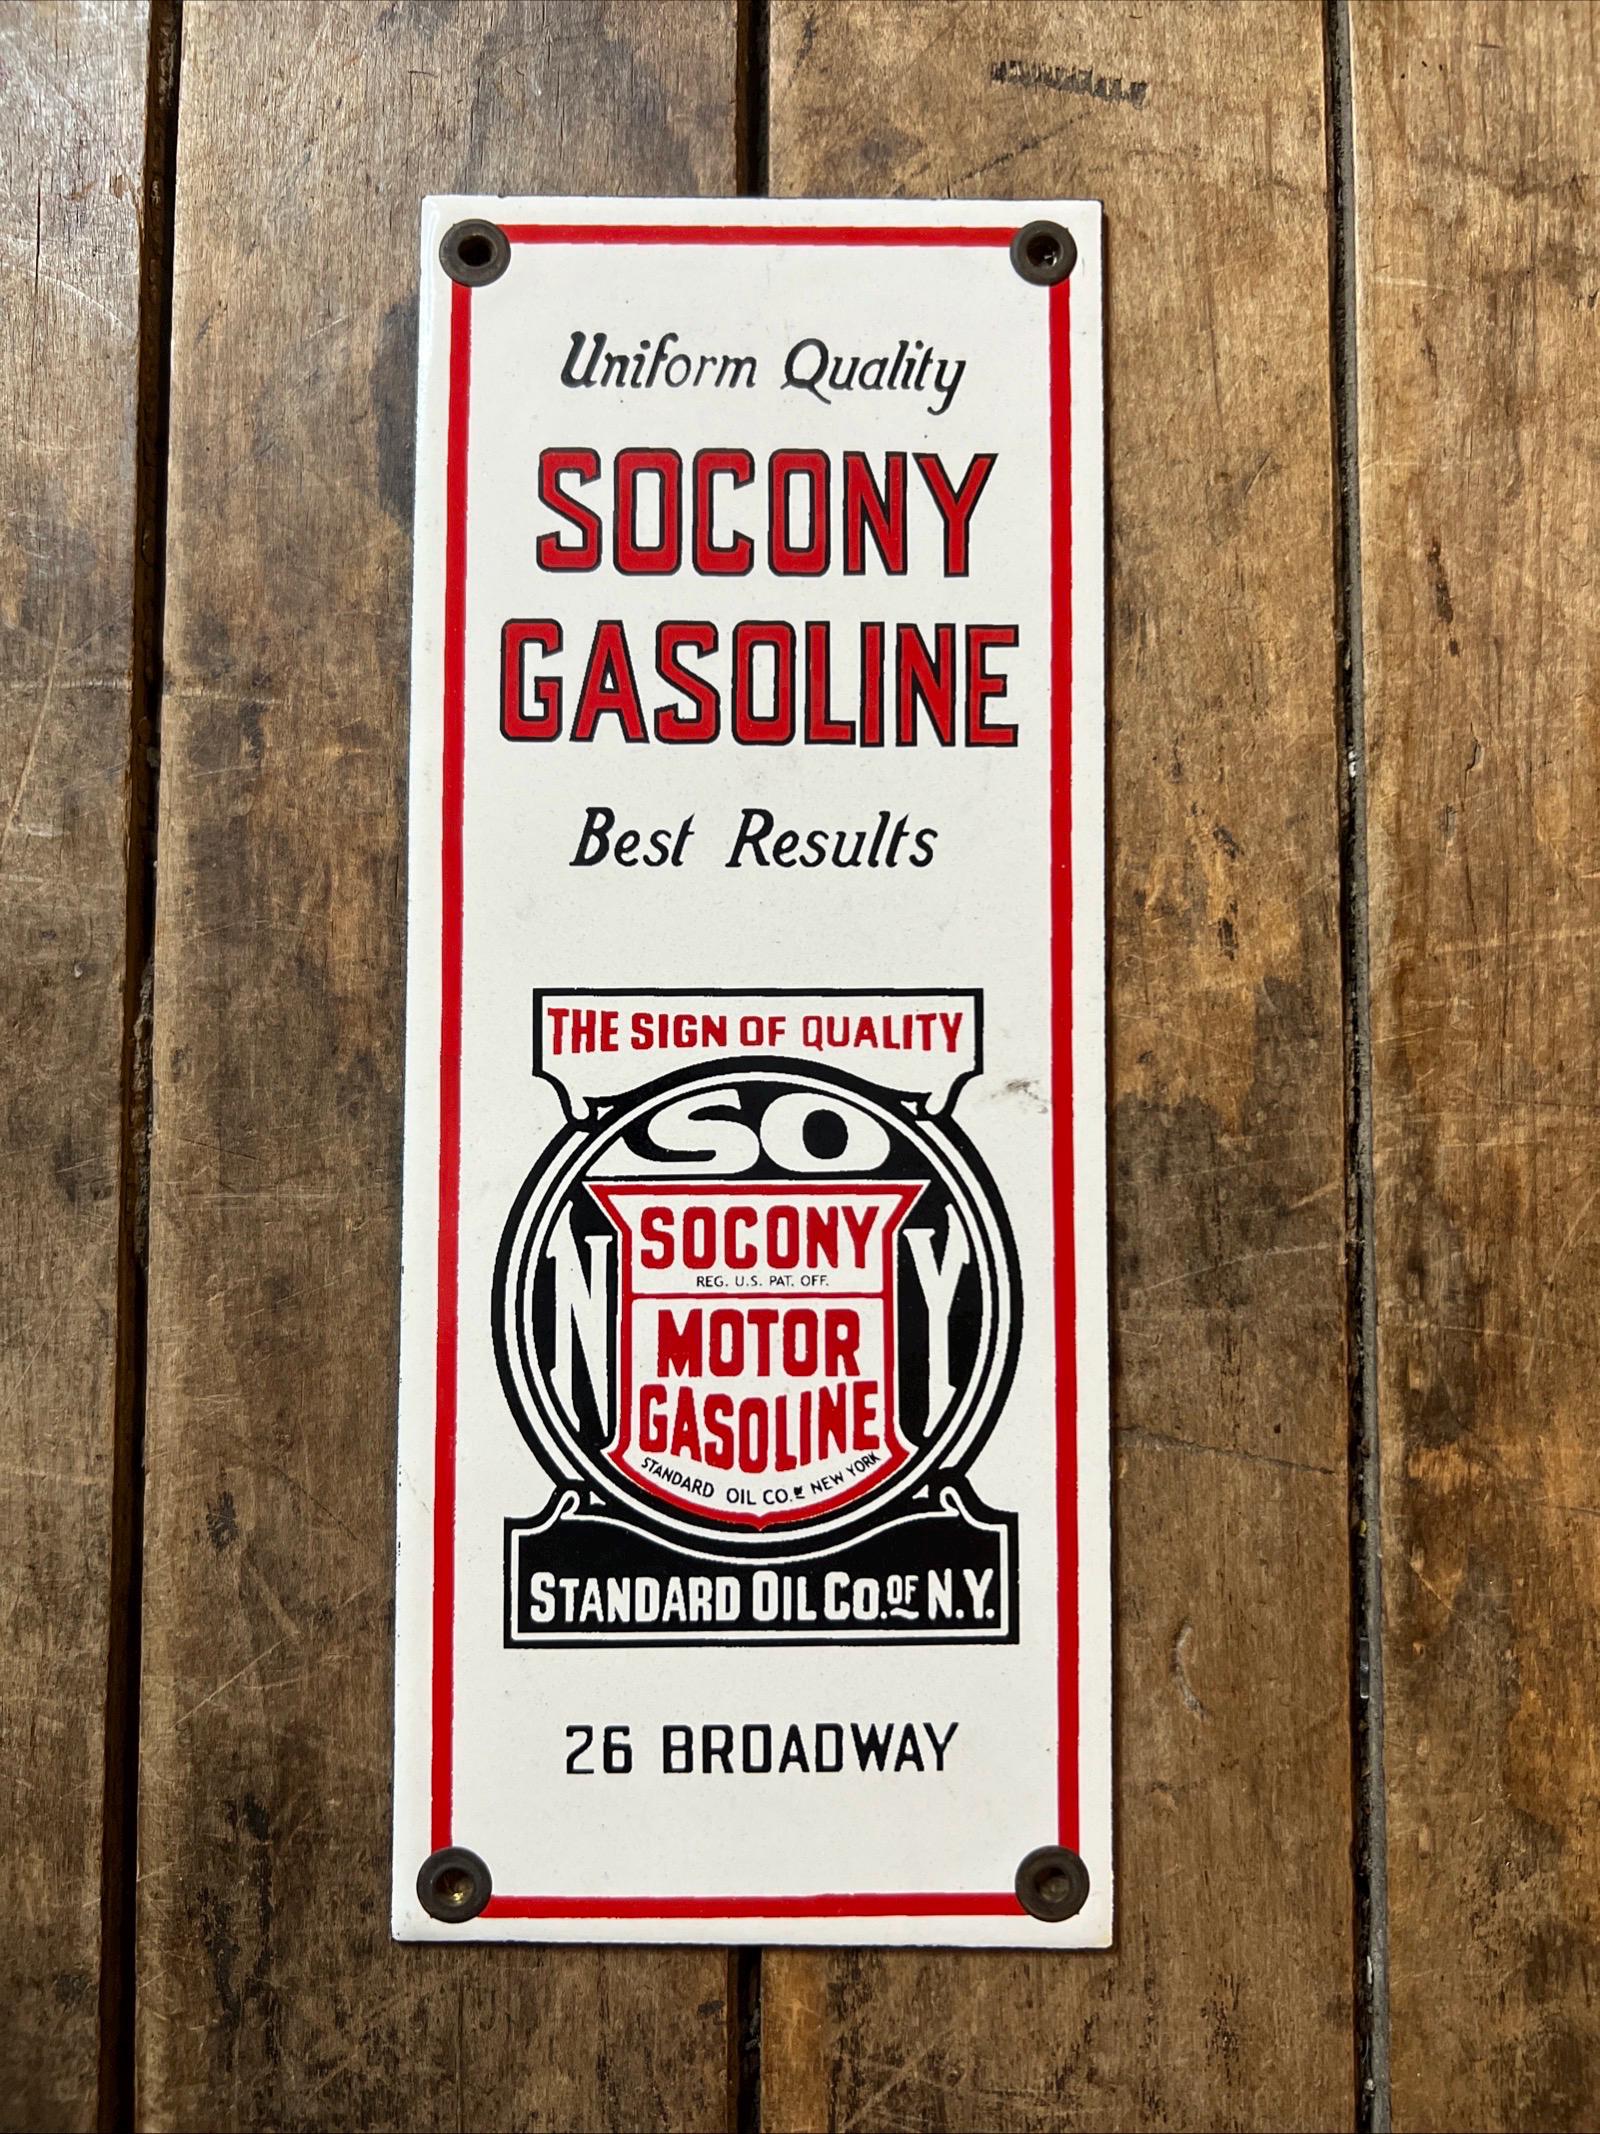 Uniform Quality
SOCONY
GASOLINE
Best Results
THE SIGN OF QUALITY
SO
N Y
SOCONY
REG. U.S. PAT. OFF.
MOTOR
GASOLINE
STANDARD OIL CO. OF NEW YORK
STANDARD OIL CO. OF N.Y.
26 BROADWAY